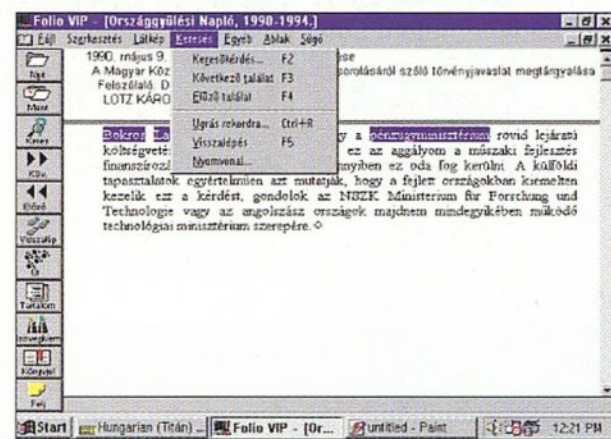 Folio VIP - [Országgyűlési Napló, 1990-1994.]
Fájl Szerkesztés Látkép Keresés Egyéb Ablak Súgó
Nyit
Ment
Keres
Köv.
Előző
Visszalép
Út
Tartalom
Könyvjel
Fejj
Keresőkérdés... F2
Következő találat F3
Előző találat F4
Ugrás rekordra... Ctrl+R
Visszalépés F5
Nyomvonal...
1990. május 9.
A Magyar Köz sorolásáról szóló törvényjavaslat megtárgyalása
Felszólaló: D
LOTZ KÁRO
Bokros La y a pénzügyminisztérium rövid lejáratú
költségveté ez az aggályom a műszaki fejlesztés
finanszíroz nnyiben ez oda fog kerülni. A külföldi
tapasztalatok egyértelműen azt mutatják, hogy a fejlett országokban kiemelten
kezelik ezt a kérdést, gondolok az NSZK Ministerium für Forschung und
Technologie vagy az angolszász országok majdnem mindegyikében működő
technológiai minisztérium szerepére.
Start Hungarian (Titán) Folio VIP - [Or... untitled - Paint 12:21 PM